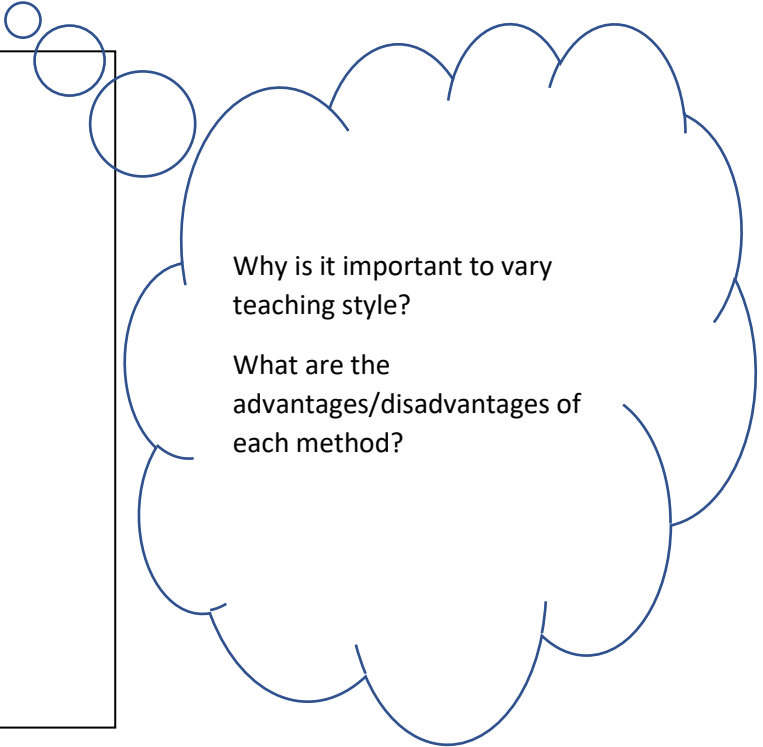 Why is it important to vary
teaching style?
What are the
advantages/disadvantages of
each method?